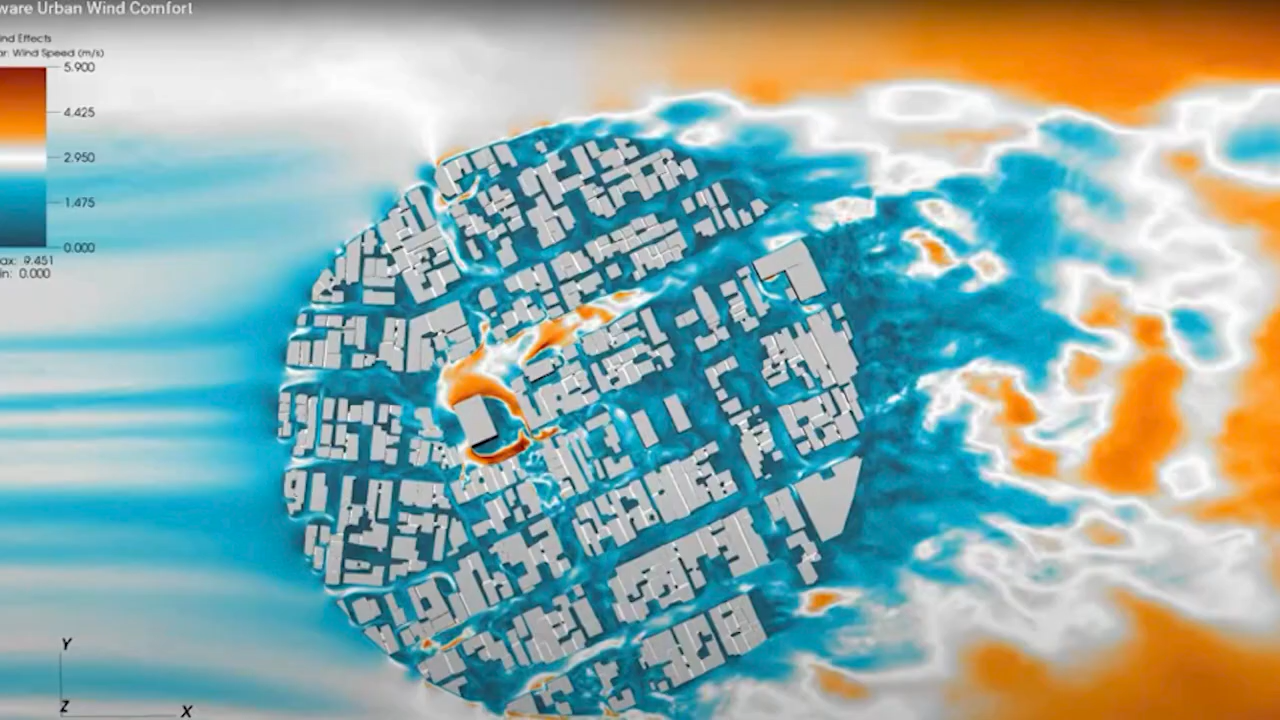 ware Urban Wind Comfort
nd Effects
ar: Wind Speed (m/s)
5.900
4.425
2.950
1.475
0.000
ax: 9.451
in: 0.000
Y
Z
X